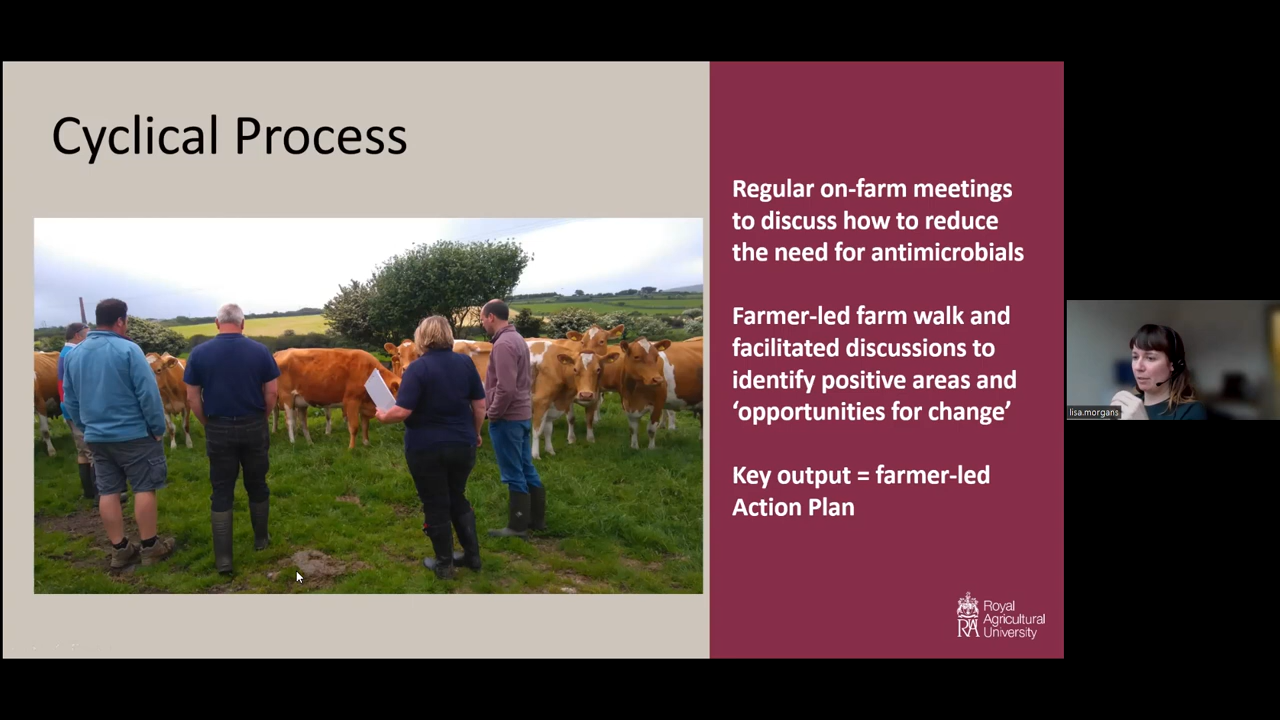 Cyclical Process
Regular on-farm meetings
to discuss how to reduce
the need for antimicrobials
Farmer-led farm walk and
facilitated discussions to
identify positive areas and
‘opportunities for change’
Key output = farmer-led
Action Plan
Royal
Agricultural
University
lisa.morgans